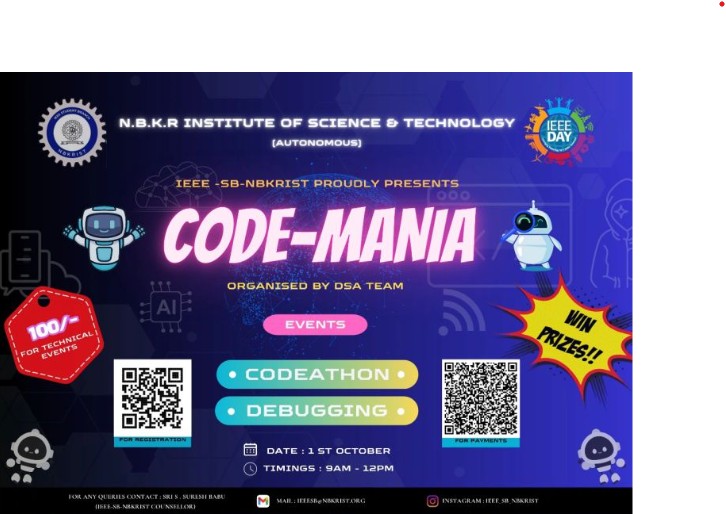 N.B.K.R INSTITUTE OF SCIENCE & TECHNOLOGY
(AUTONOMOUS)
IEEE DAY
NBKRIST
IEEE -SB-NBKRIST PROUDLY PRESENTS
CODE-MANIA
ORGANISED BY DSA TEAM
AI
EVENTS
100/-
FOR TECHNICAL
EVENTS
WIN
PRIZES!!
• CODEATHON •
• DEBUGGING •
FOR REGISTRATION
FOR PAYMENTS
DATE : 1 ST OCTOBER
TIMINGS : 9AM - 12PM
FOR ANY QUERIES CONTACT : SRI S . SURESH BABU
(IEEE-SB-NBKRIST COUNSELLOR)
MAIL : IEEESB@NBKRIST.ORG
INSTAGRAM : IEEE_SB_NBKRIST